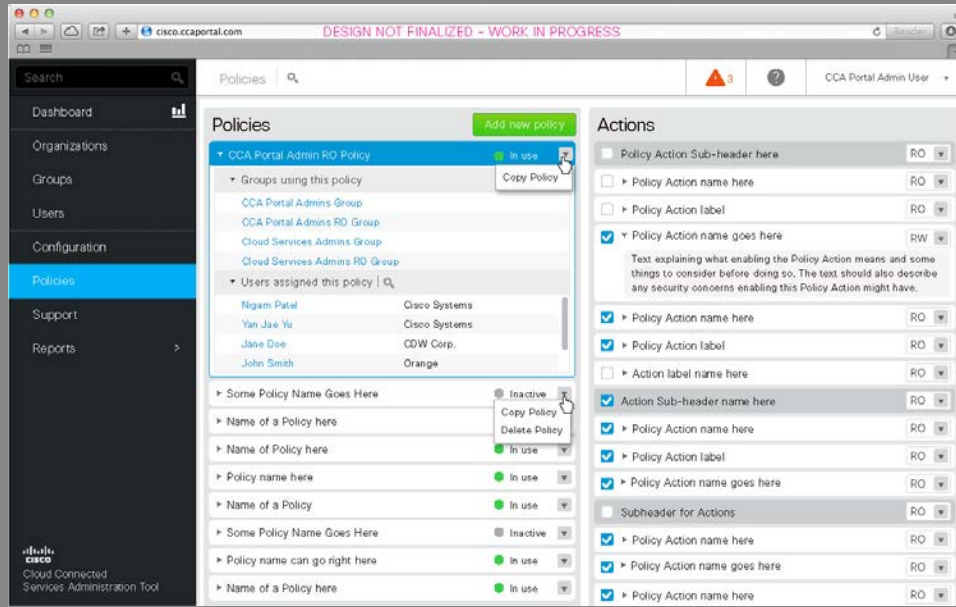 cisco.ccaportal.com
DESIGN NOT FINALIZED - WORK IN PROGRESS
Reader
Search
Policies
3
?
CCA Portal Admin User
Dashboard
Organizations
Groups
Users
Configuration
Policies
Support
Reports
CISCO
Cloud Connected
Services Administration Tool
Policies
Add new policy
CCA Portal Admin RO Policy
In use
Copy Policy
Groups using this policy
CCA Portal Admins Group
CCA Portal Admins RO Group
Cloud Services Admins Group
Cloud Services Admins RO Group
Users assigned this policy
Nigam Patel Cisco Systems
Yan Jae Yu Cisco Systems
Jane Doe CDW Corp.
John Smith Orange
Some Policy Name Goes Here Inactive
Copy Policy
Delete Policy
Name of a Policy here
Name of Policy here In use
Policy name here In use
Name of a Policy In use
Some Policy Name Goes Here Inactive
Policy name can go right here In use
Name of a Policy here In use
Actions
Policy Action Sub-header here RO
Policy Action name here RO
Policy Action label RO
Policy Action name goes here RW
Text explaining what enabling the Policy Action means and some
things to consider before doing so. The text should also describe
any security concerns enabling this Policy Action might have.
Policy Action name here RO
Policy Action label RO
Action label name here RO
Action Sub-header name here RO
Policy Action name here RO
Policy Action label RO
Policy Action name goes here RO
Subheader for Actions RO
Policy Action name here RO
Policy Action name goes here RO
Policy Action name here RO